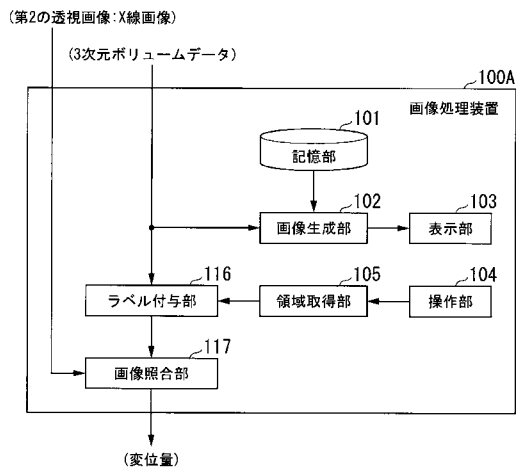 (第2の透視画像:X線画像)
(3次元ボリュームデータ)
100A
画像処理装置
101
記憶部
102
画像生成部
103
表示部
116
ラベル付与部
105
領域取得部
104
操作部
117
画像照合部
(変位量)